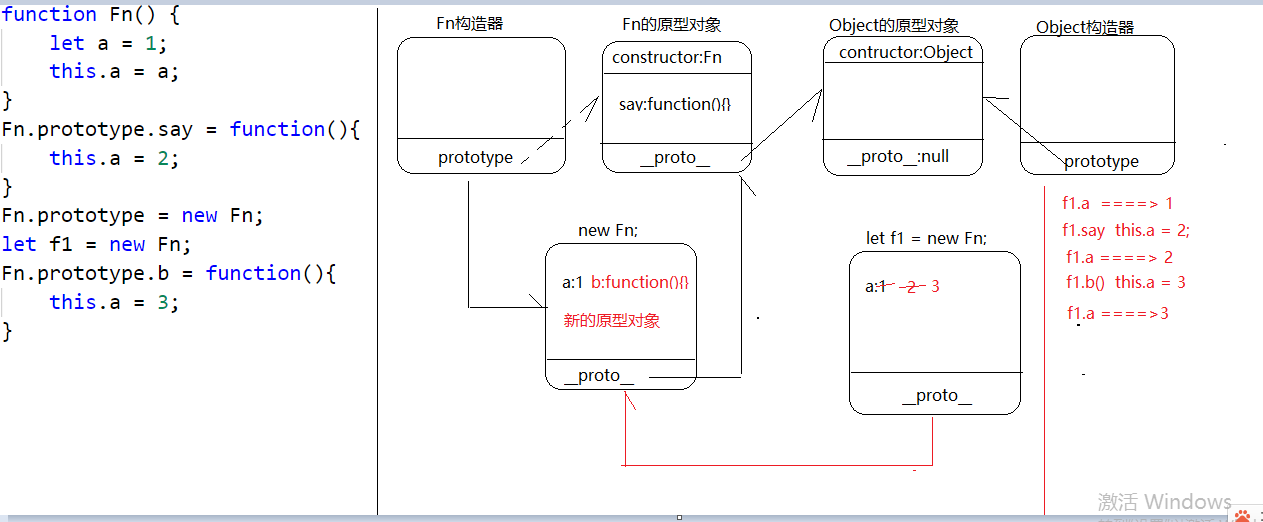 function Fn() {
let a = 1;
this.a = a;
}
Fn.prototype.say = function(){
this.a = 2;
}
Fn.prototype = new Fn;
let f1 = new Fn;
Fn.prototype.b = function(){
this.a = 3;
}
Fn构造器
prototype
Fn的原型对象
constructor:Fn
say:function(){}
__proto__
Object的原型对象
contructor:Object
__proto__:null
Object构造器
prototype
new Fn;
a:1 b:function(){}
新的原型对象
__proto__
let f1 = new Fn;
a:1 2 3
__proto__
f1.a ====> 1
f1.say this.a = 2;
f1.a ====> 2
f1.b() this.a = 3
f1.a ====>3
激活 Windows